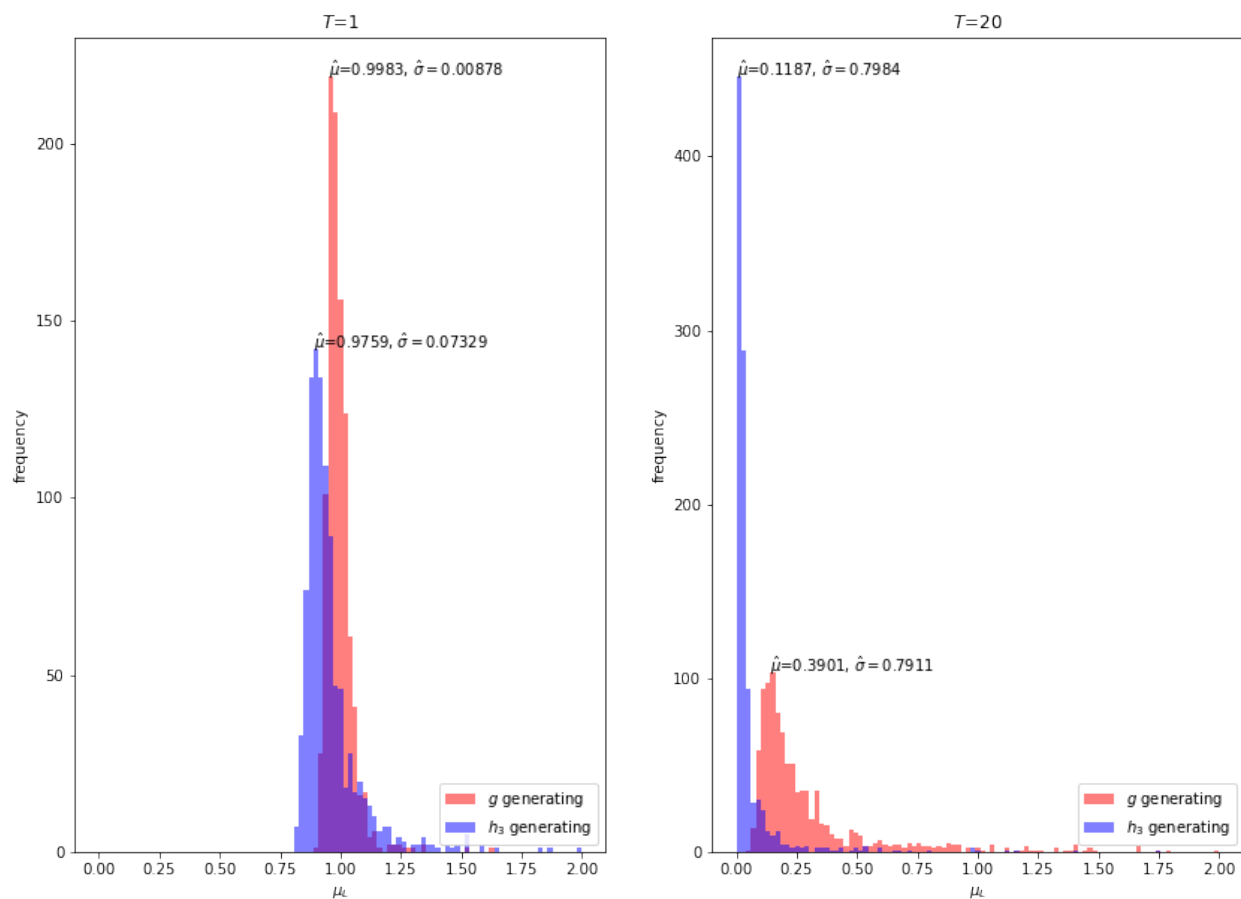 T=1
μ̂=0.9983, σ̂ = 0.00878
μ̂=0.9759, σ̂ = 0.07329
frequency
200
150
100
50
0
0.00 0.25 0.50 0.75 1.00 1.25 1.50 1.75 2.00
μ_L
g generating
h₃ generating
T=20
μ̂=0.1187, σ̂ = 0.7984
μ̂=0.3901, σ̂ = 0.7911
frequency
400
300
200
100
0
0.00 0.25 0.50 0.75 1.00 1.25 1.50 1.75 2.00
μ_L
g generating
h₃ generating